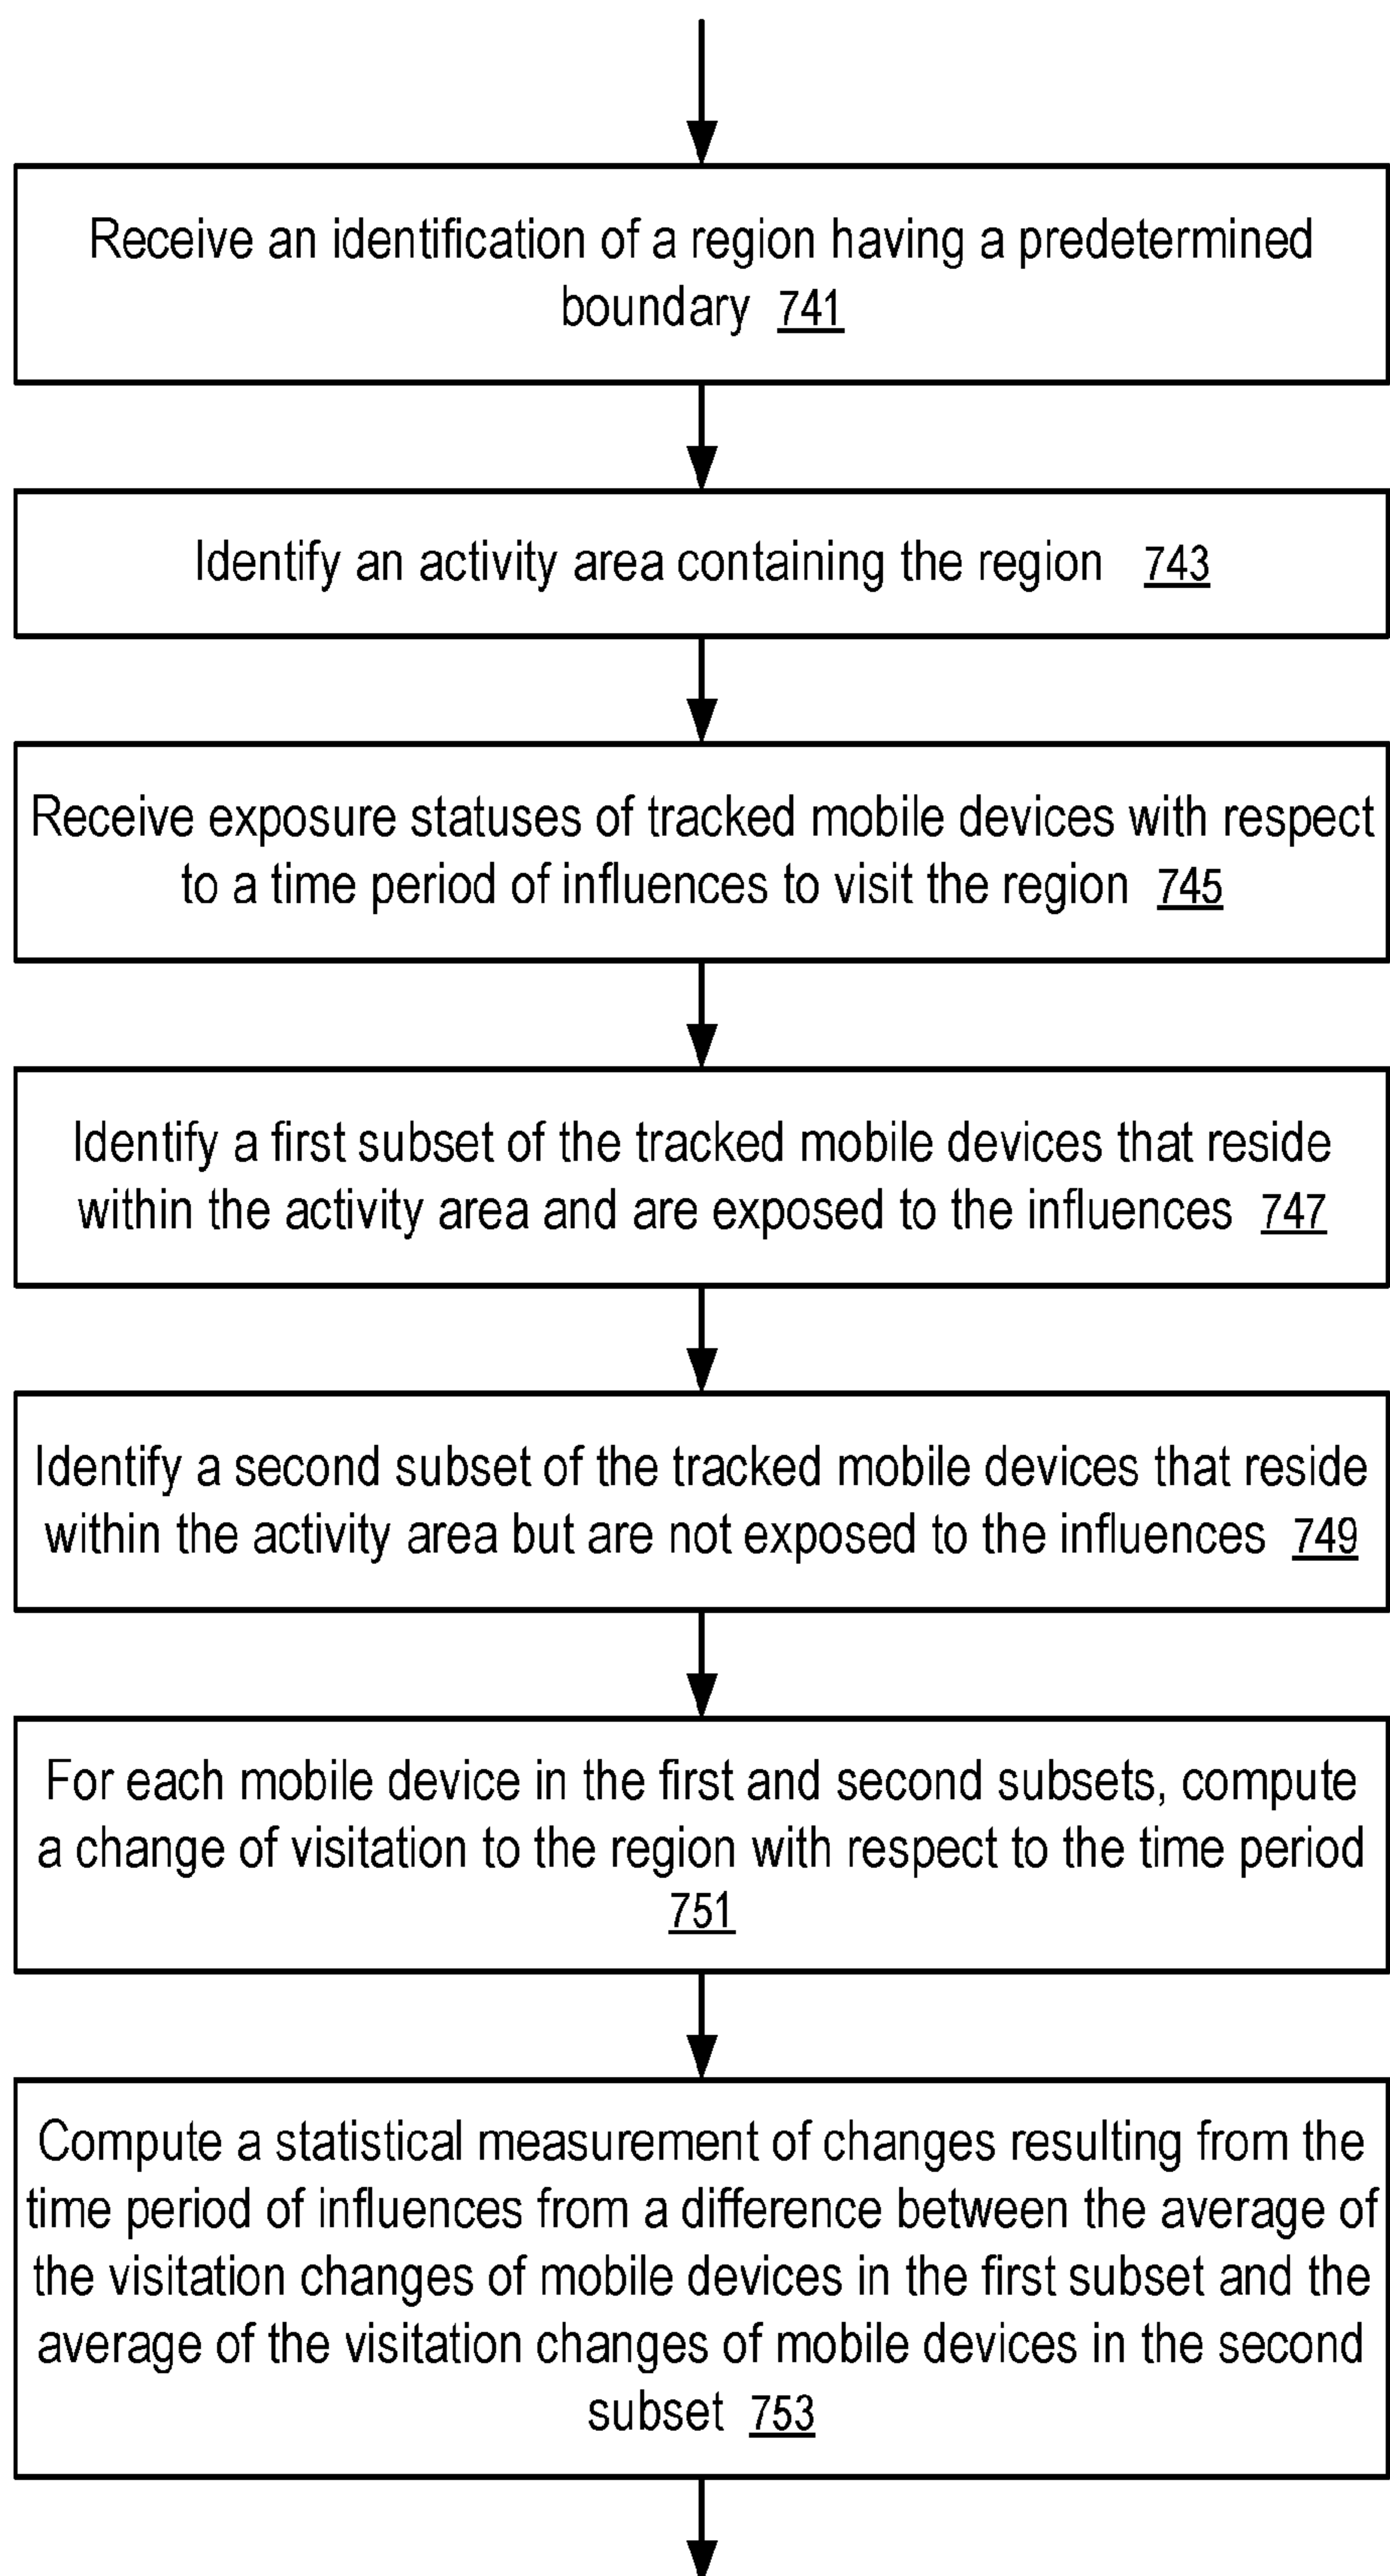 Receive an identification of a region having a predetermined
boundary 741
Identify an activity area containing the region 743
Receive exposure statuses of tracked mobile devices with respect
to a time period of influences to visit the region 745
Identify a first subset of the tracked mobile devices that reside
within the activity area and are exposed to the influences 747
Identify a second subset of the tracked mobile devices that reside
within the activity area but are not exposed to the influences 749
For each mobile device in the first and second subsets, compute
a change of visitation to the region with respect to the time period
751
Compute a statistical measurement of changes resulting from the
time period of influences from a difference between the average of
the visitation changes of mobile devices in the first subset and the
average of the visitation changes of mobile devices in the second
subset 753